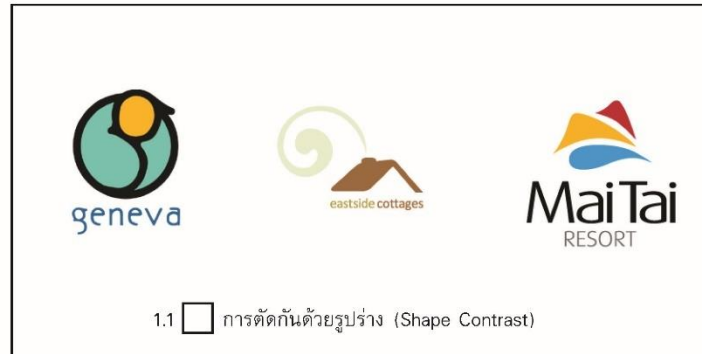 geneva
eastside cottages
Mai Tai
RESORT
1.1 การตัดกันด้วยรูปร่าง (Shape Contrast)